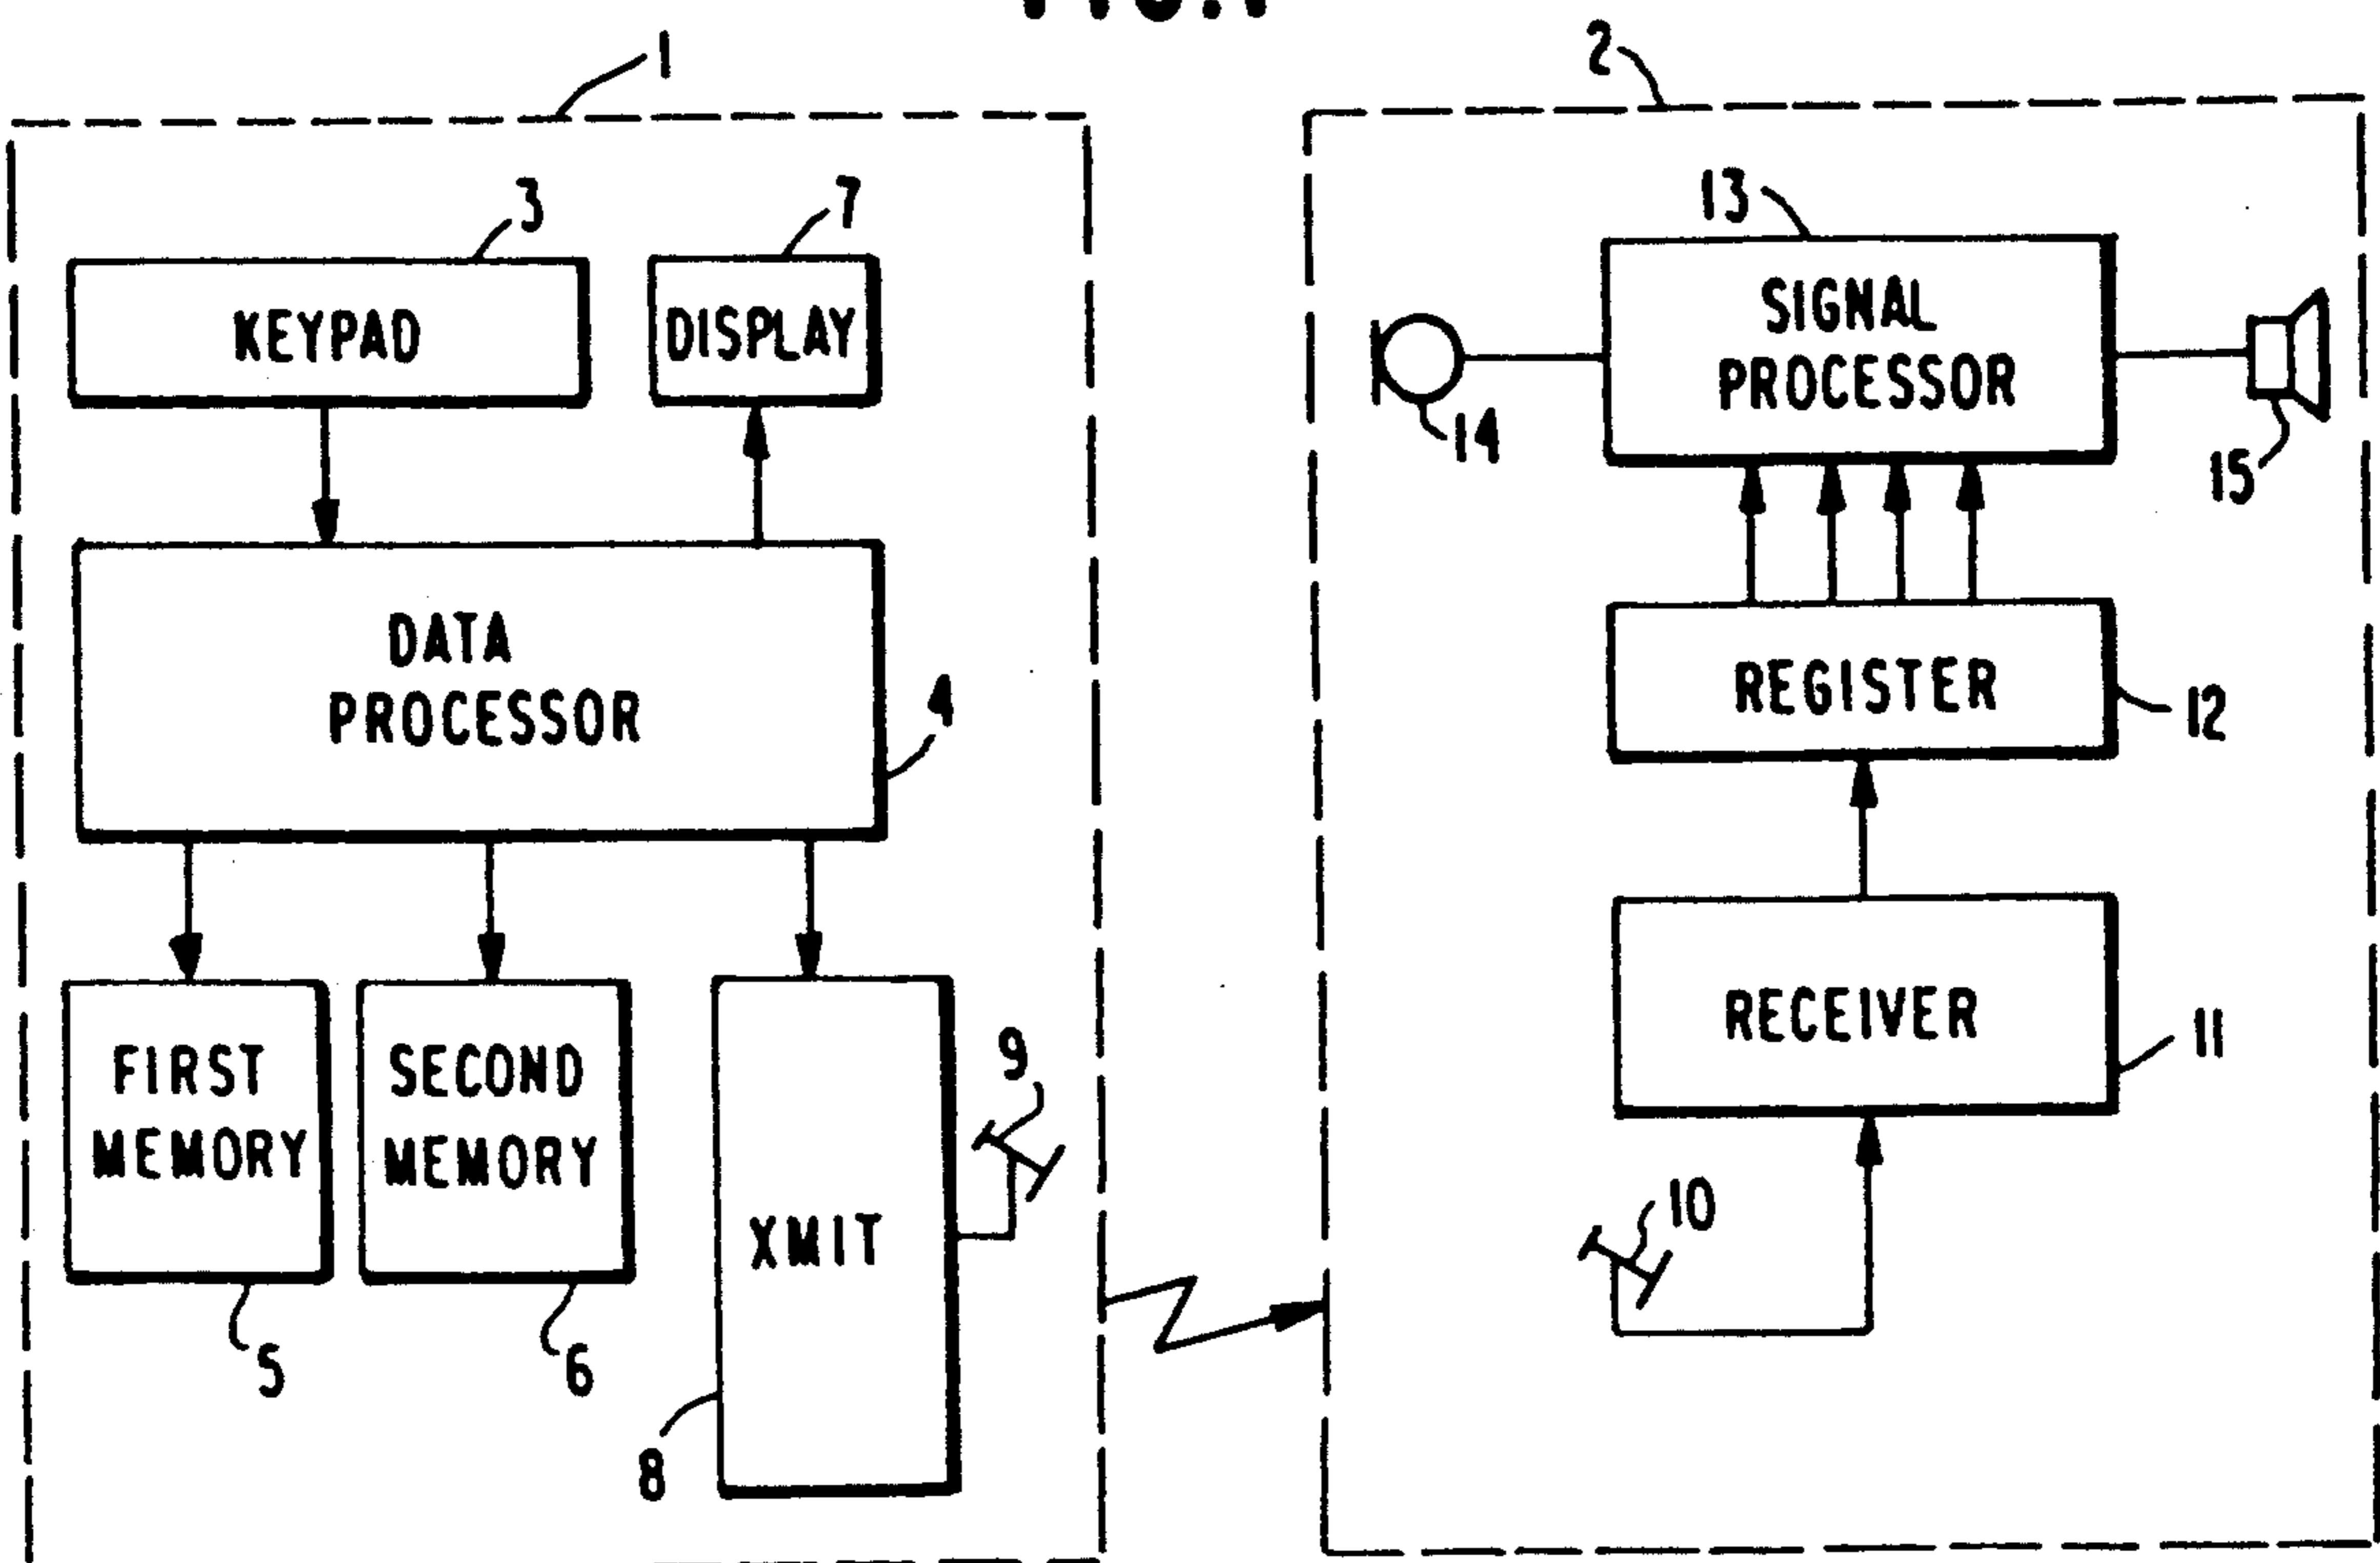 1
2
3
7
13
KEYPAD
DISPLAY
SIGNAL
PROCESSOR
14
15
DATA
PROCESSOR
4
REGISTER
12
FIRST
MEMORY
SECOND
MEMORY
XMIT
9
RECEIVER
11
10
5
6
8